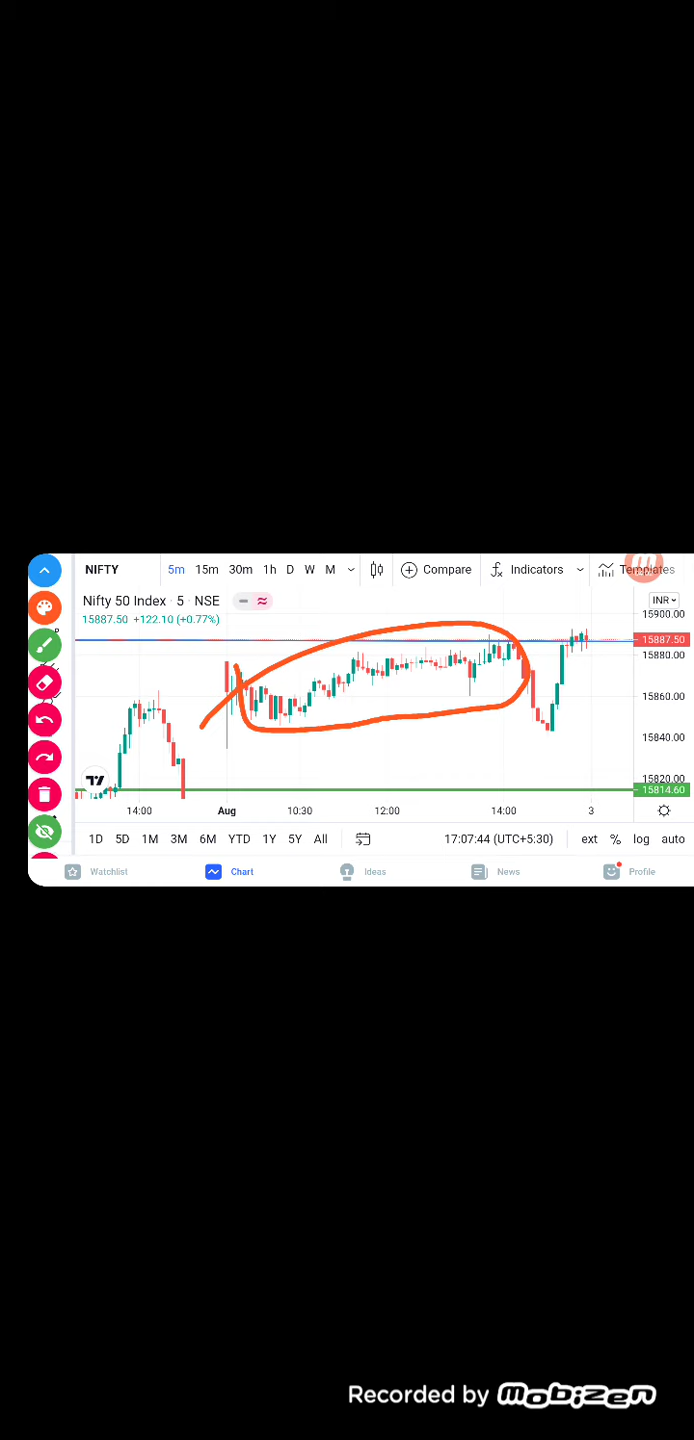 NIFTY 5m 15m 30m 1h D W M Compare Indicators Templates
Nifty 50 Index · 5 · NSE
INR
15887.50 +122.10 (+0.77%)
15900.00
15887.50
15880.00
15860.00
15840.00
15820.00
15814.60
14:00 Aug 10:30 12:00 14:00 3
1D 5D 1M 3M 6M YTD 1Y 5Y All 17:07:44 (UTC+5:30) ext % log auto
Watchlist Chart Ideas News Profile
Recorded by Mobizen